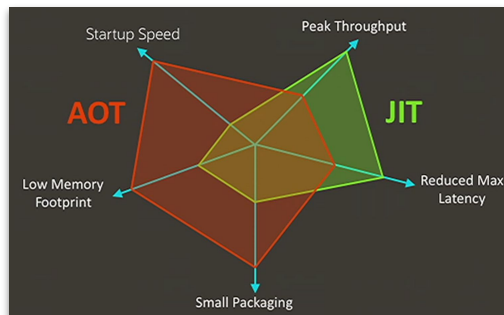 Peak Throughput
Startup Speed
AOT
JIT
Low Memory
Footprint
Reduced Max
Latency
Small Packaging